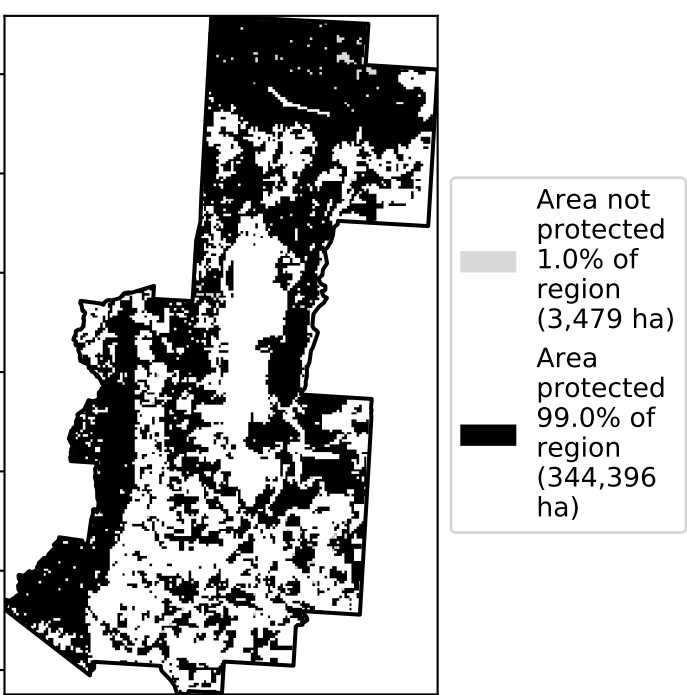 Area not
protected
1.0% of
region
(3,479 ha)
Area
protected
99.0% of
region
(344,396
ha)